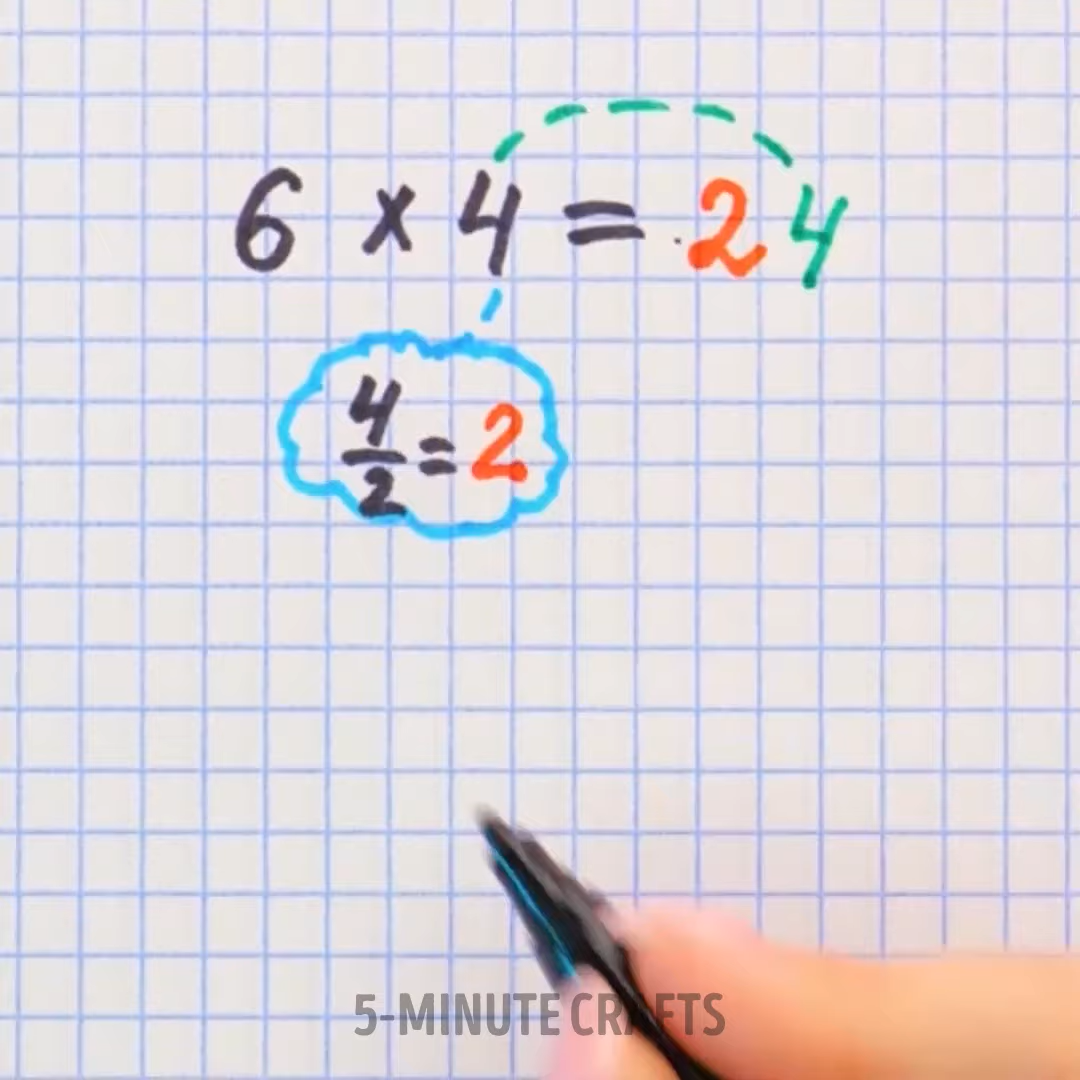 6 × 4 = 24
4/2 = 2
5-MINUTE CRAFTS